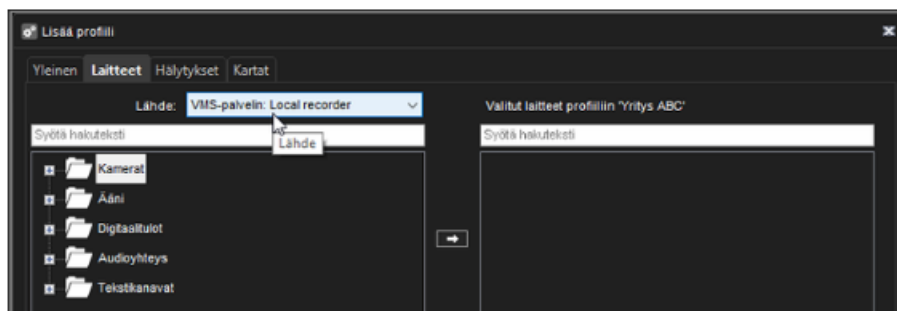 Lisää profiili
Yleinen Laitteet Hälytykset Kartat
Lähde: VMS-palvelin: Local recorder
Valitut laitteet profiiliin 'Yritys ABC'
Syötä hakuteksti
Syötä hakuteksti
Lähde
Kamerat
Ääni
Digitaalitulot
Audioyhteys
Tekstikanavat